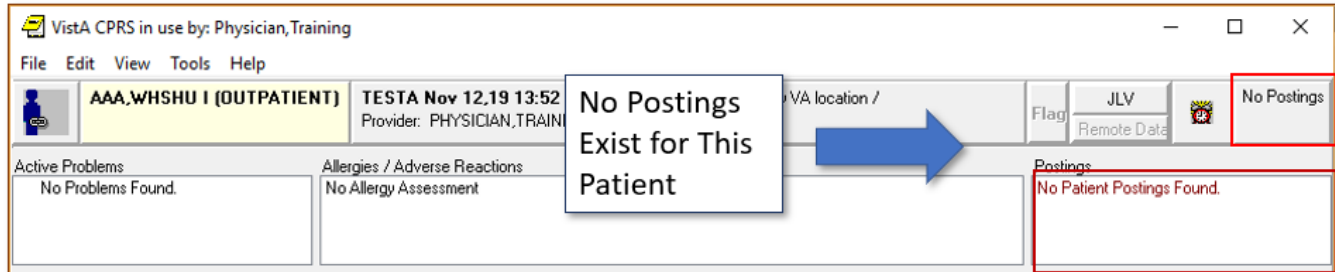 VistA CPRS in use by: Physician,Training
File Edit View Tools Help
AAA,WHSHU I (OUTPATIENT)
TESTA Nov 12,19 13:52
Provider: PHYSICIAN,TRAINI
VA location /
No Postings
Exist for This
Patient
Flag
JLV
Remote Data
No Postings
Active Problems
No Problems Found.
Allergies / Adverse Reactions
No Allergy Assessment
Postings
No Patient Postings Found.